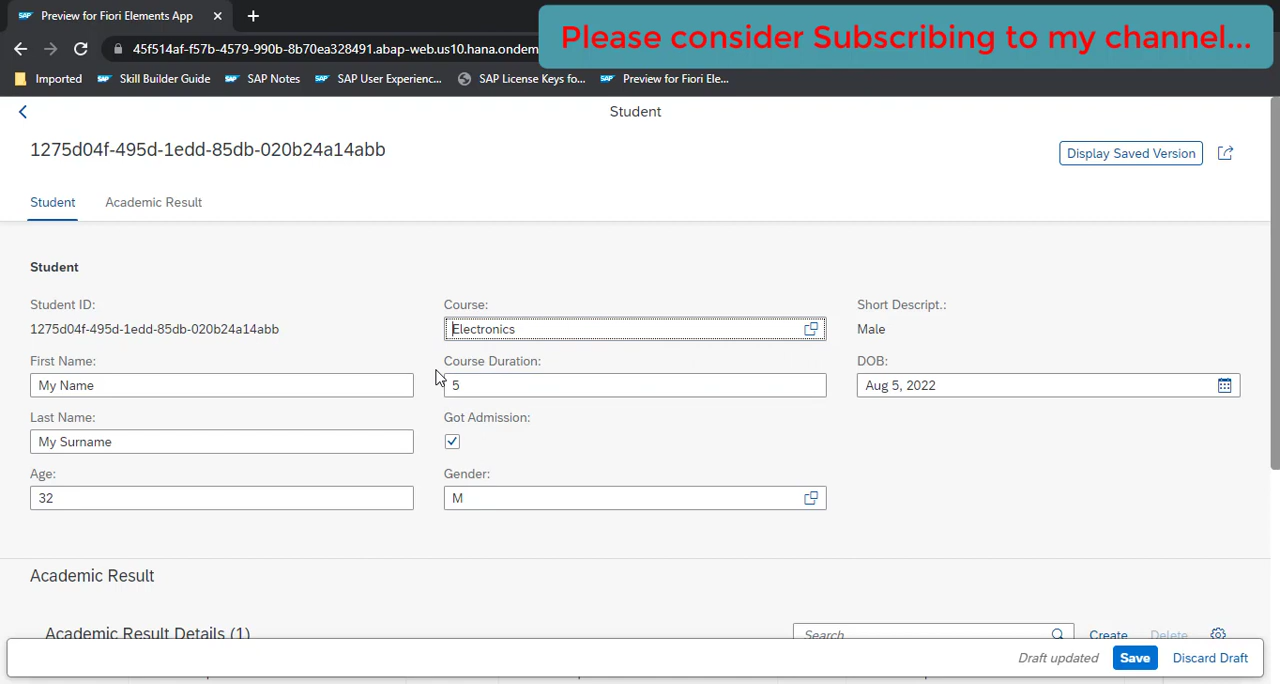 SAP Preview for Fiori Elements App
Please consider Subscribing to my channel...
45f514af-f57b-4579-990b-8b70ea328491.abap-web.us10.hana.ondem
Imported SAP Skill Builder Guide SAP SAP Notes SAP SAP User Experienc... SAP License Keys fo... SAP Preview for Fiori Ele...
Student
1275d04f-495d-1edd-85db-020b24a14abb
Display Saved Version
Student Academic Result
Student
Student ID:
1275d04f-495d-1edd-85db-020b24a14abb
First Name:
My Name
Last Name:
My Surname
Age:
32
Course:
Electronics
Course Duration:
5
Got Admission:
Gender:
M
Short Descript.:
Male
DOB:
Aug 5, 2022
Academic Result
Academic Result Details (1)
Search Create Delete
Draft updated Save Discard Draft